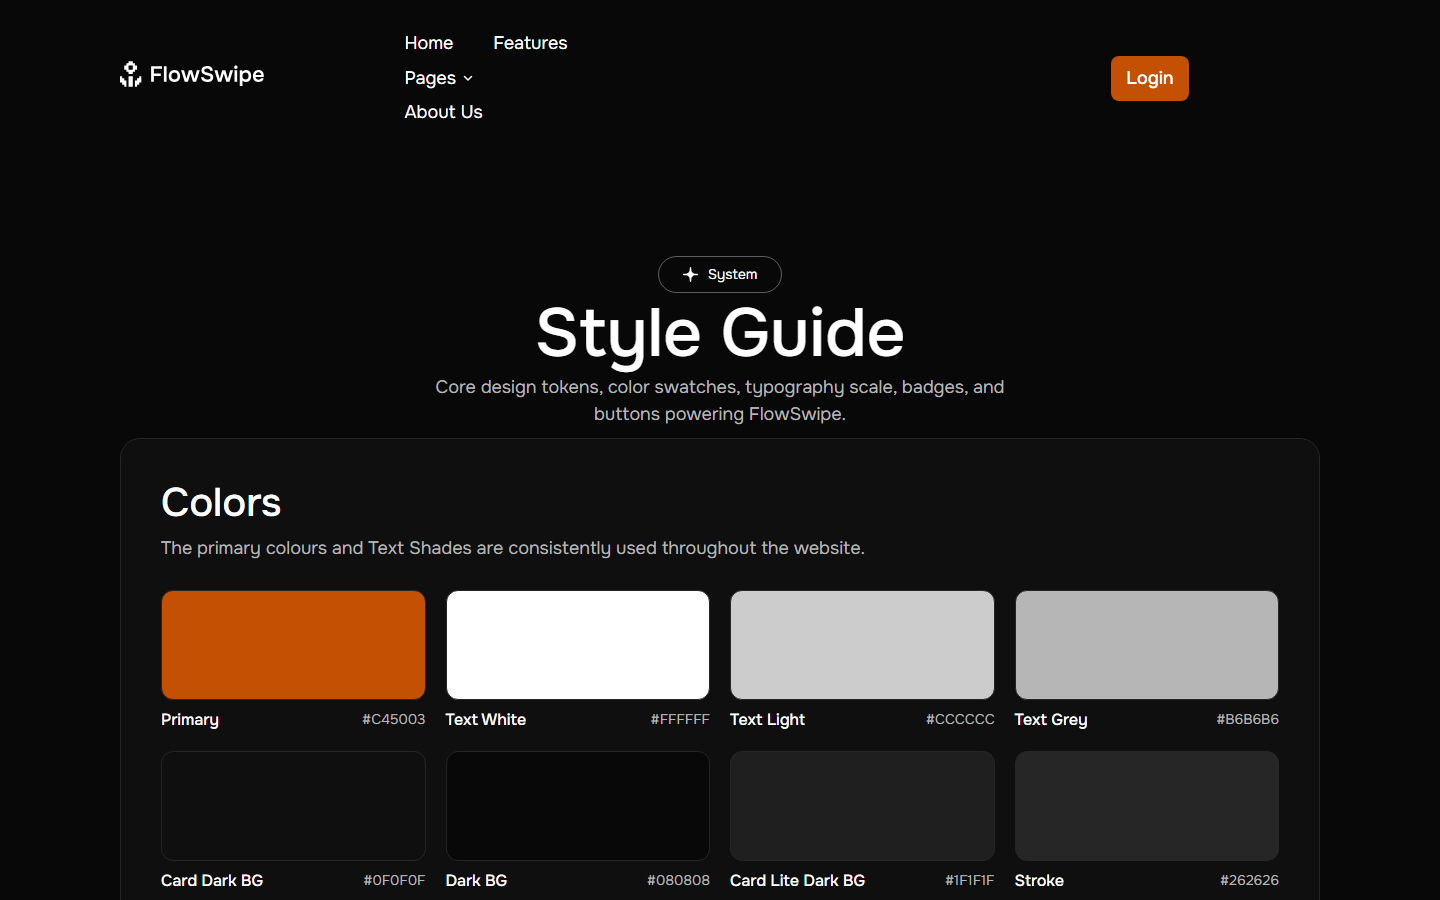 FlowSwipe
Home Features
Pages
About Us
Login
System
Style Guide
Core design tokens, color swatches, typography scale, badges, and
buttons powering FlowSwipe.
Colors
The primary colours and Text Shades are consistently used throughout the website.
Primary #C45003
Text White #FFFFFF
Text Light #CCCCCC
Text Grey #B6B6B6
Card Dark BG #0F0F0F
Dark BG #080808
Card Lite Dark BG #1F1F1F
Stroke #262626